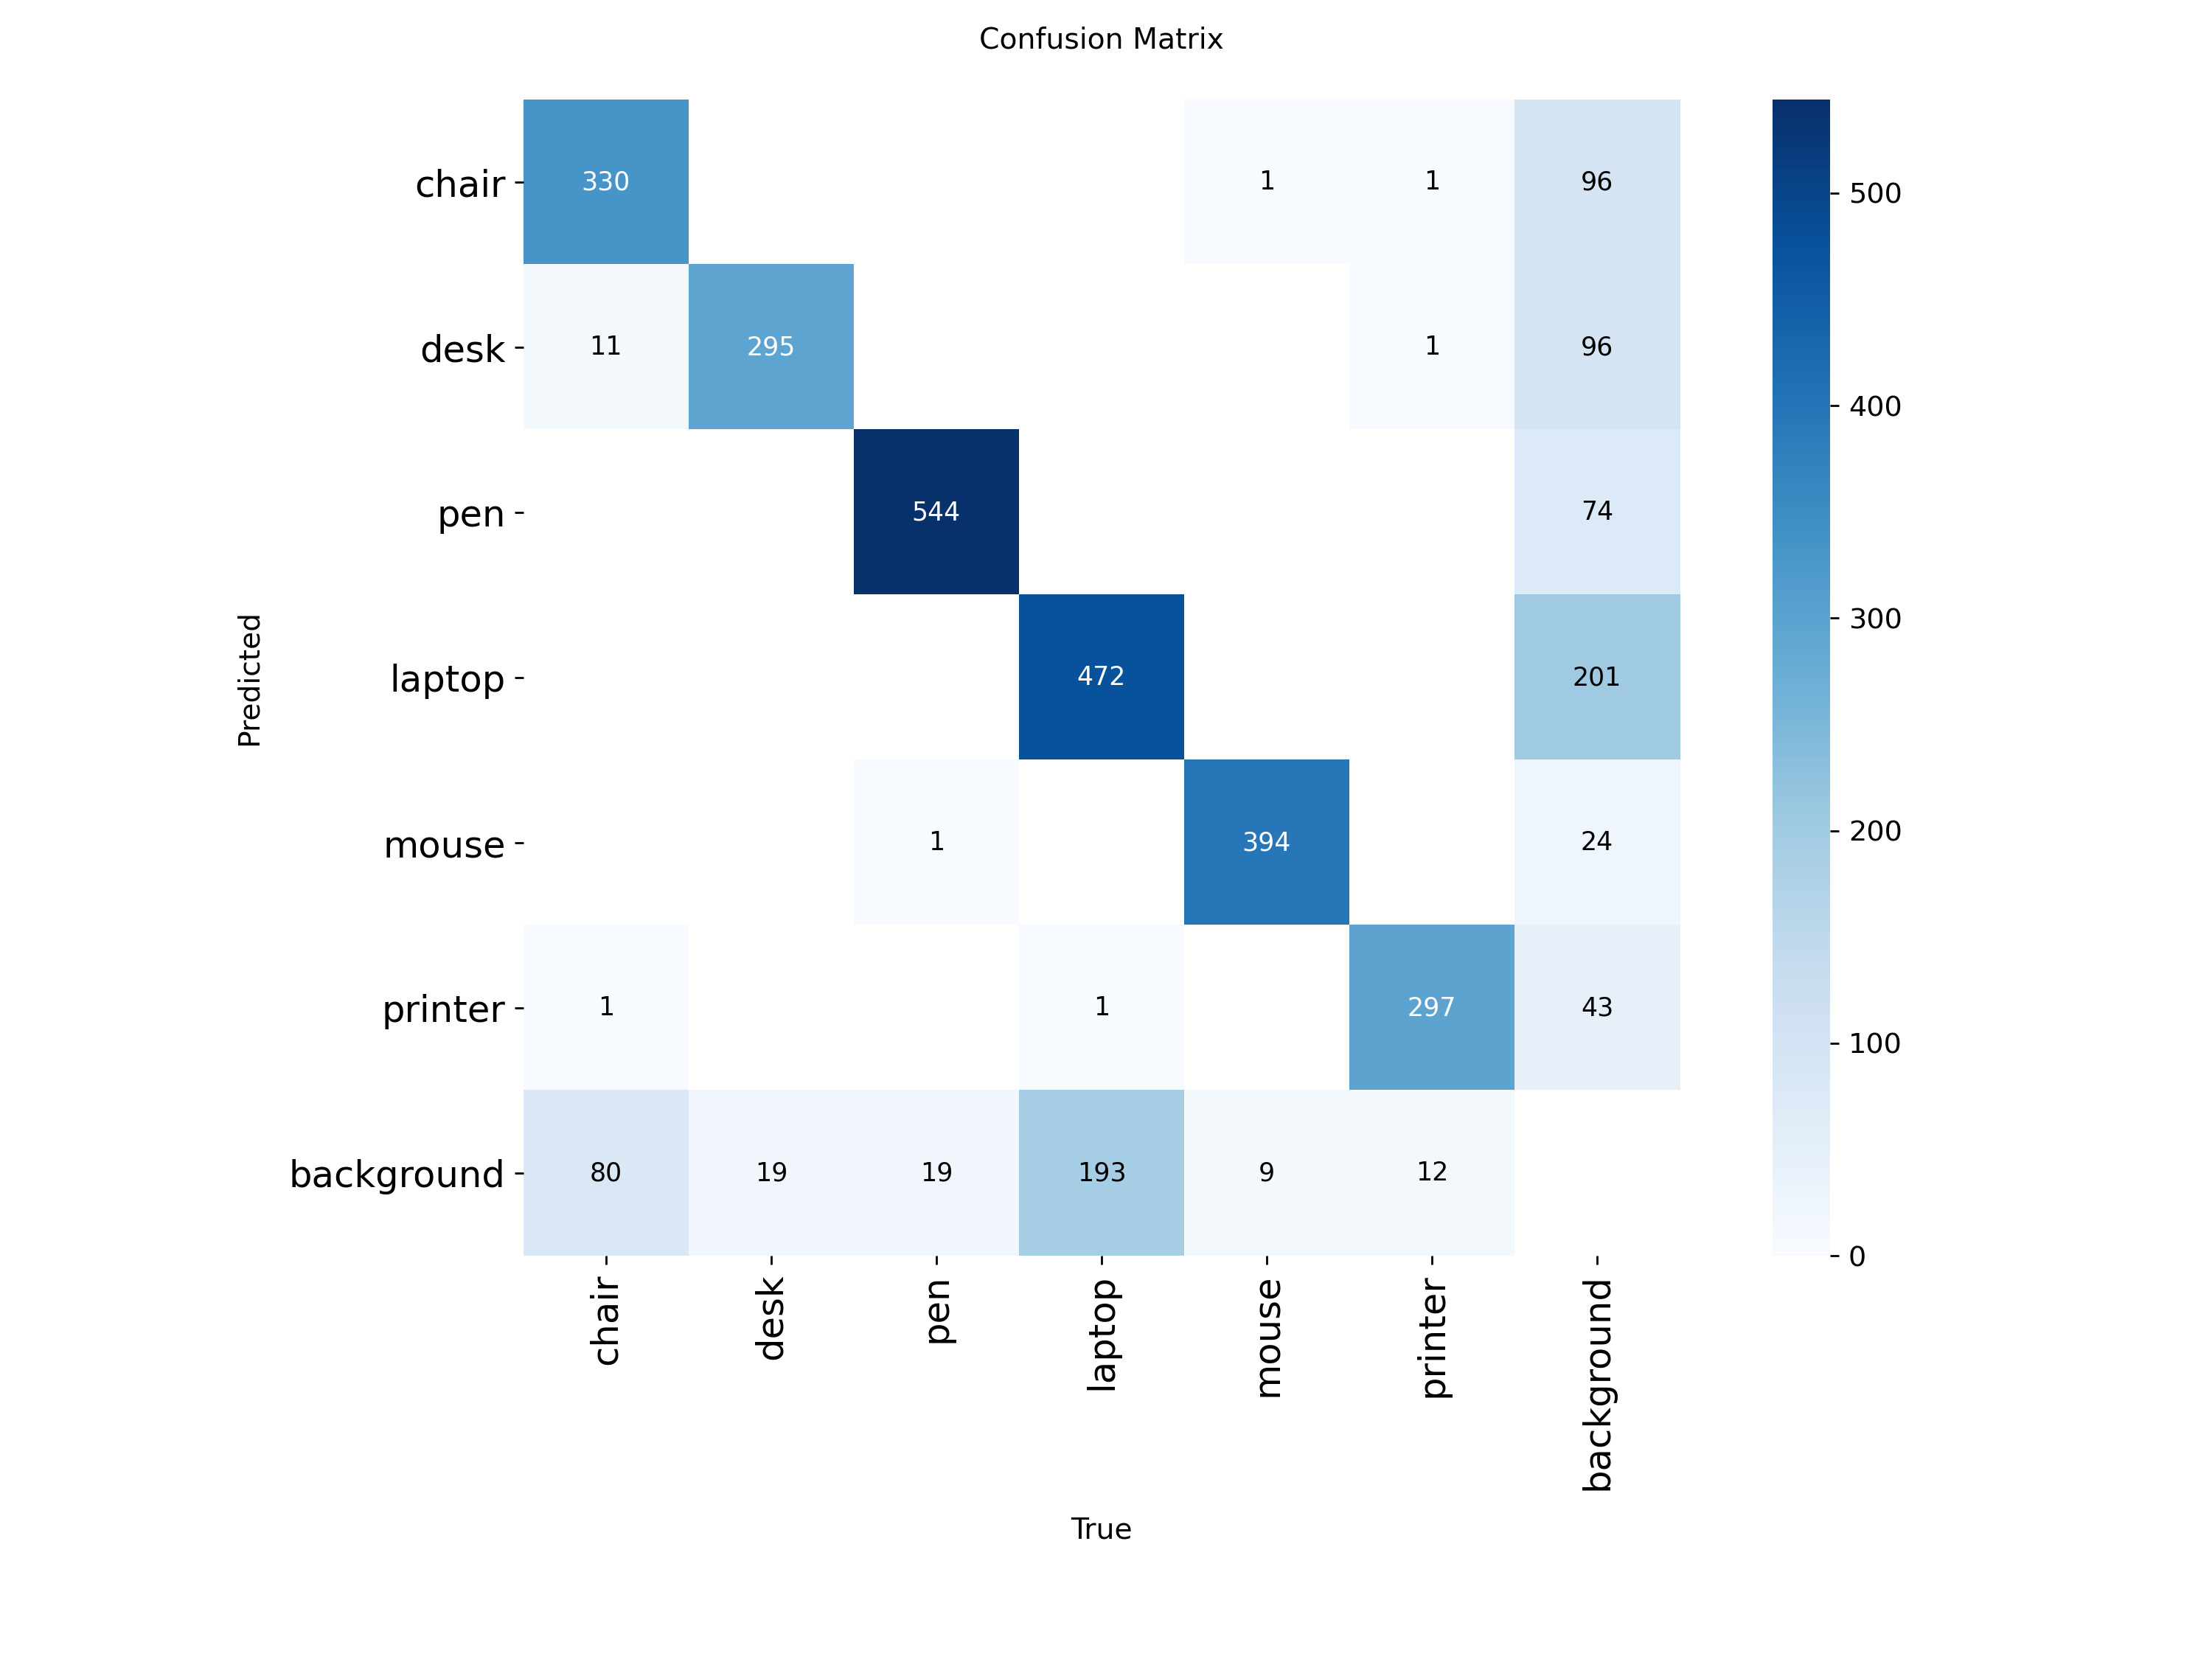 Confusion Matrix
chair 330 1 1 96
desk 11 295 1 96
pen 544 74
laptop 472 201
mouse 1 394 24
printer 1 1 297 43
background 80 19 19 193 9 12
chair desk pen laptop mouse printer background
True
Predicted
500
400
300
200
100
0